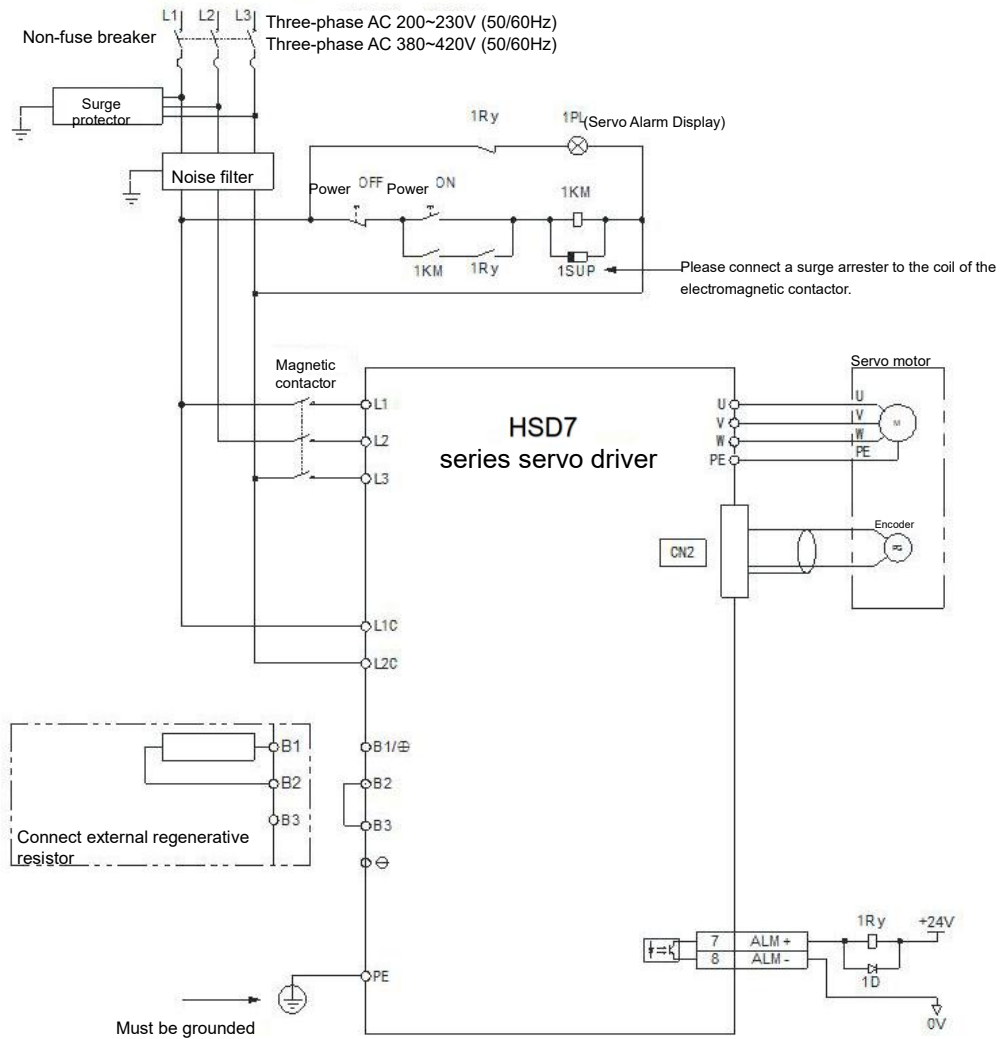 L1 L2 L3
Three-phase AC 200~230V (50/60Hz)
Non-fuse breaker
Three-phase AC 380~420V (50/60Hz)
Surge
protector
1Ry
1PL(Servo Alarm Display)
Noise filter
Power OFF Power ON
1KM
1KM
1Ry
1SUP
Please connect a surge arrester to the coil of the
electromagnetic contactor.
Magnetic
contactor
Servo motor
L1
L2
L3
HSD7
series servo driver
U
V
W
PE
U
V
W
PE
M
CN2
Encoder
PG
L1C
L2C
B1
B2
B3
Connect external regenerative
resistor
B1/⊕
B2
B3
⊖
1Ry
+24V
7 ALM +
8 ALM -
1D
0V
PE
Must be grounded